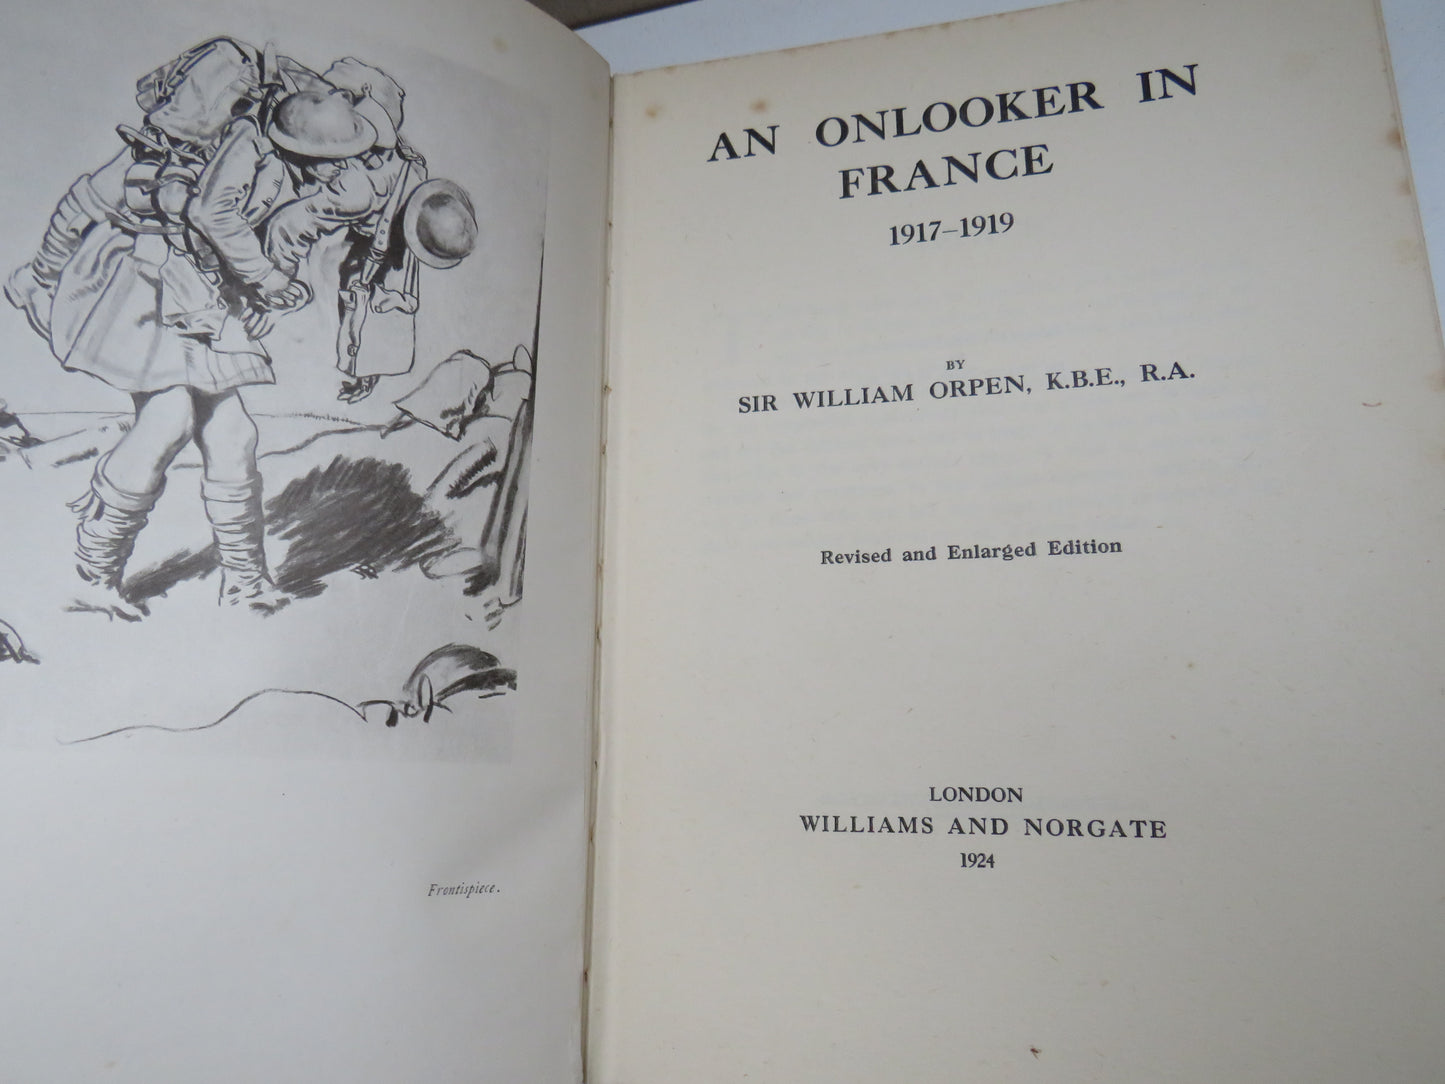 Frontispiece.
AN ONLOOKER IN
FRANCE
1917–1919
BY
SIR WILLIAM ORPEN, K.B.E., R.A.
Revised and Enlarged Edition
LONDON
WILLIAMS AND NORGATE
1924